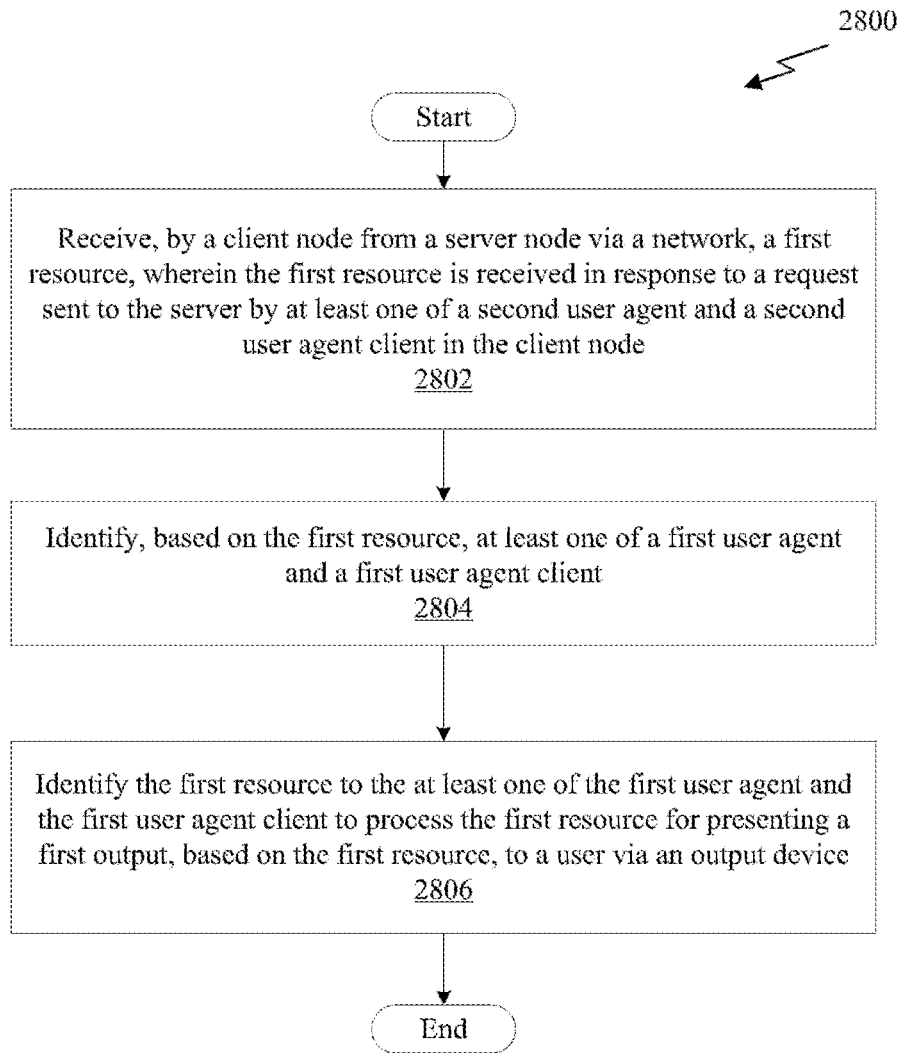 2800
Start
Receive, by a client node from a server node via a network, a first
resource, wherein the first resource is received in response to a request
sent to the server by at least one of a second user agent and a second
user agent client in the client node
2802
Identify, based on the first resource, at least one of a first user agent
and a first user agent client
2804
Identify the first resource to the at least one of the first user agent and
the first user agent client to process the first resource for presenting a
first output, based on the first resource, to a user via an output device
2806
End